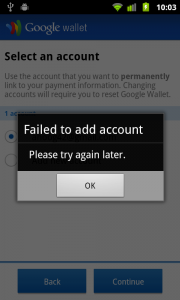 10:03
Google wallet
Select an account
Use the account that you want to permanently
link to your payment information. Changing
accounts will require you to reset Google Wallet.
Failed to add account
Please try again later.
OK
Back
Continue